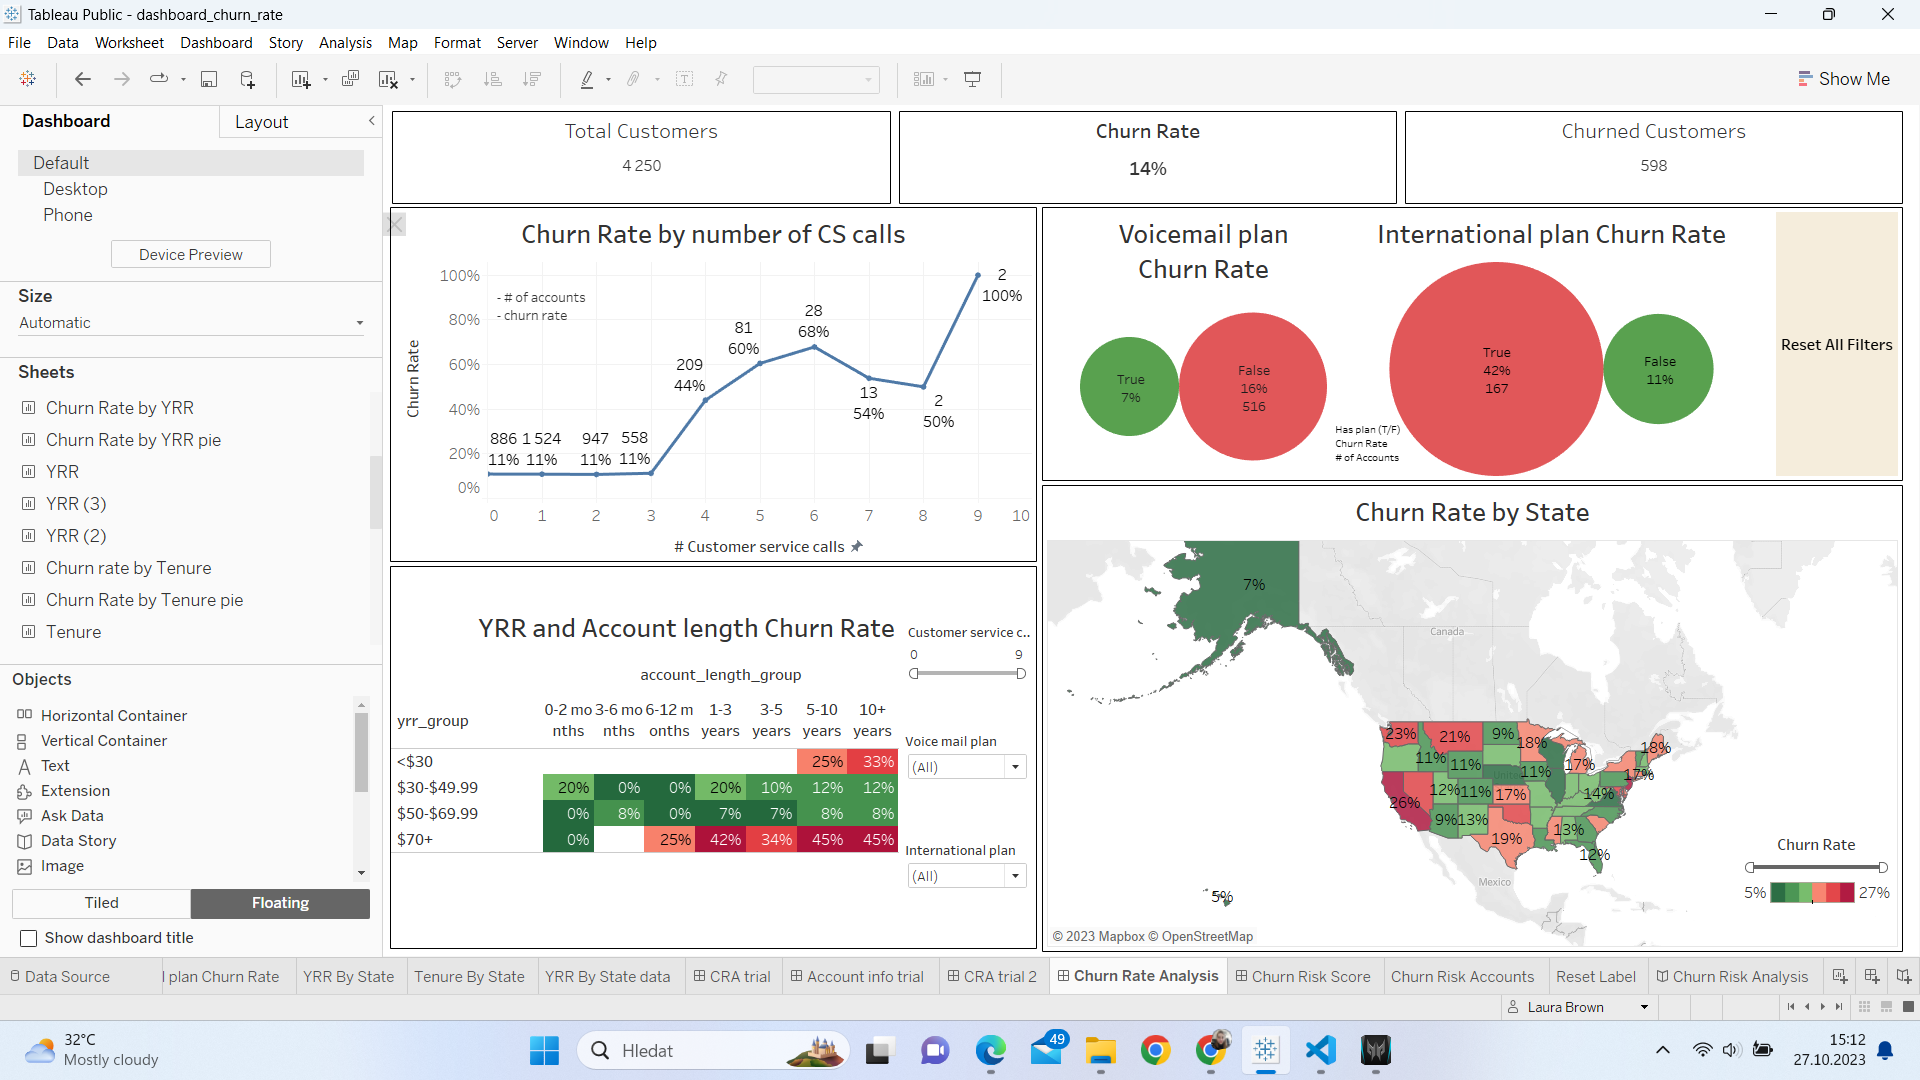 Tableau Public - dashboard_churn_rate
File Data Worksheet Dashboard Story Analysis Map Format Server Window Help
Show Me
Dashboard
Layout
Default
Desktop
Phone
Device Preview
Size
Automatic
Sheets
Churn Rate by YRR
Churn Rate by YRR pie
YRR
YRR (3)
YRR (2)
Churn rate by Tenure
Churn Rate by Tenure pie
Tenure
Objects
Horizontal Container
Vertical Container
Text
Extension
Ask Data
Data Story
Image
Tiled
Floating
Show dashboard title
Total Customers
4 250
Churn Rate
14%
Churned Customers
598
Churn Rate by number of CS calls
Churn Rate
100%
80%
60%
40%
20%
0%
- # of accounts
- churn rate
886 1 524 947 558
11% 11% 11% 11%
209
44%
81
60%
28
68%
13
54%
2
50%
2
100%
0 1 2 3 4 5 6 7 8 9 10
# Customer service calls
Voicemail plan
Churn Rate
True
7%
False
16%
516
International plan Churn Rate
True
42%
167
False
11%
Has plan (T/F)
Churn Rate
# of Accounts
Reset All Filters
YRR and Account length Churn Rate
account_length_group
yrr_group
0-2 mo 3-6 mo 6-12 m 1-3 3-5 5-10 10+
nths nths onths years years years years
<$30 25% 33%
$30-$49.99 20% 0% 0% 20% 10% 12% 12%
$50-$69.99 0% 8% 0% 7% 7% 8% 8%
$70+ 0% 25% 42% 34% 45% 45%
Customer service c..
0 9
Voice mail plan
(All)
International plan
(All)
Churn Rate by State
7%
Canada
23% 21% 9% 18% 18%
11% 11% 11% 17% 17%
26% 12% 11% 17% 14%
9% 13% 19% 13% 12%
5%
Mexico
Churn Rate
5% 27%
© 2023 Mapbox © OpenStreetMap
Data Source
l plan Churn Rate
YRR By State
Tenure By State
YRR By State data
CRA trial
Account info trial
CRA trial 2
Churn Rate Analysis
Churn Risk Score
Churn Risk Accounts
Reset Label
Churn Risk Analysis
Laura Brown
32°C
Mostly cloudy
Hledat
49
15:12
27.10.2023